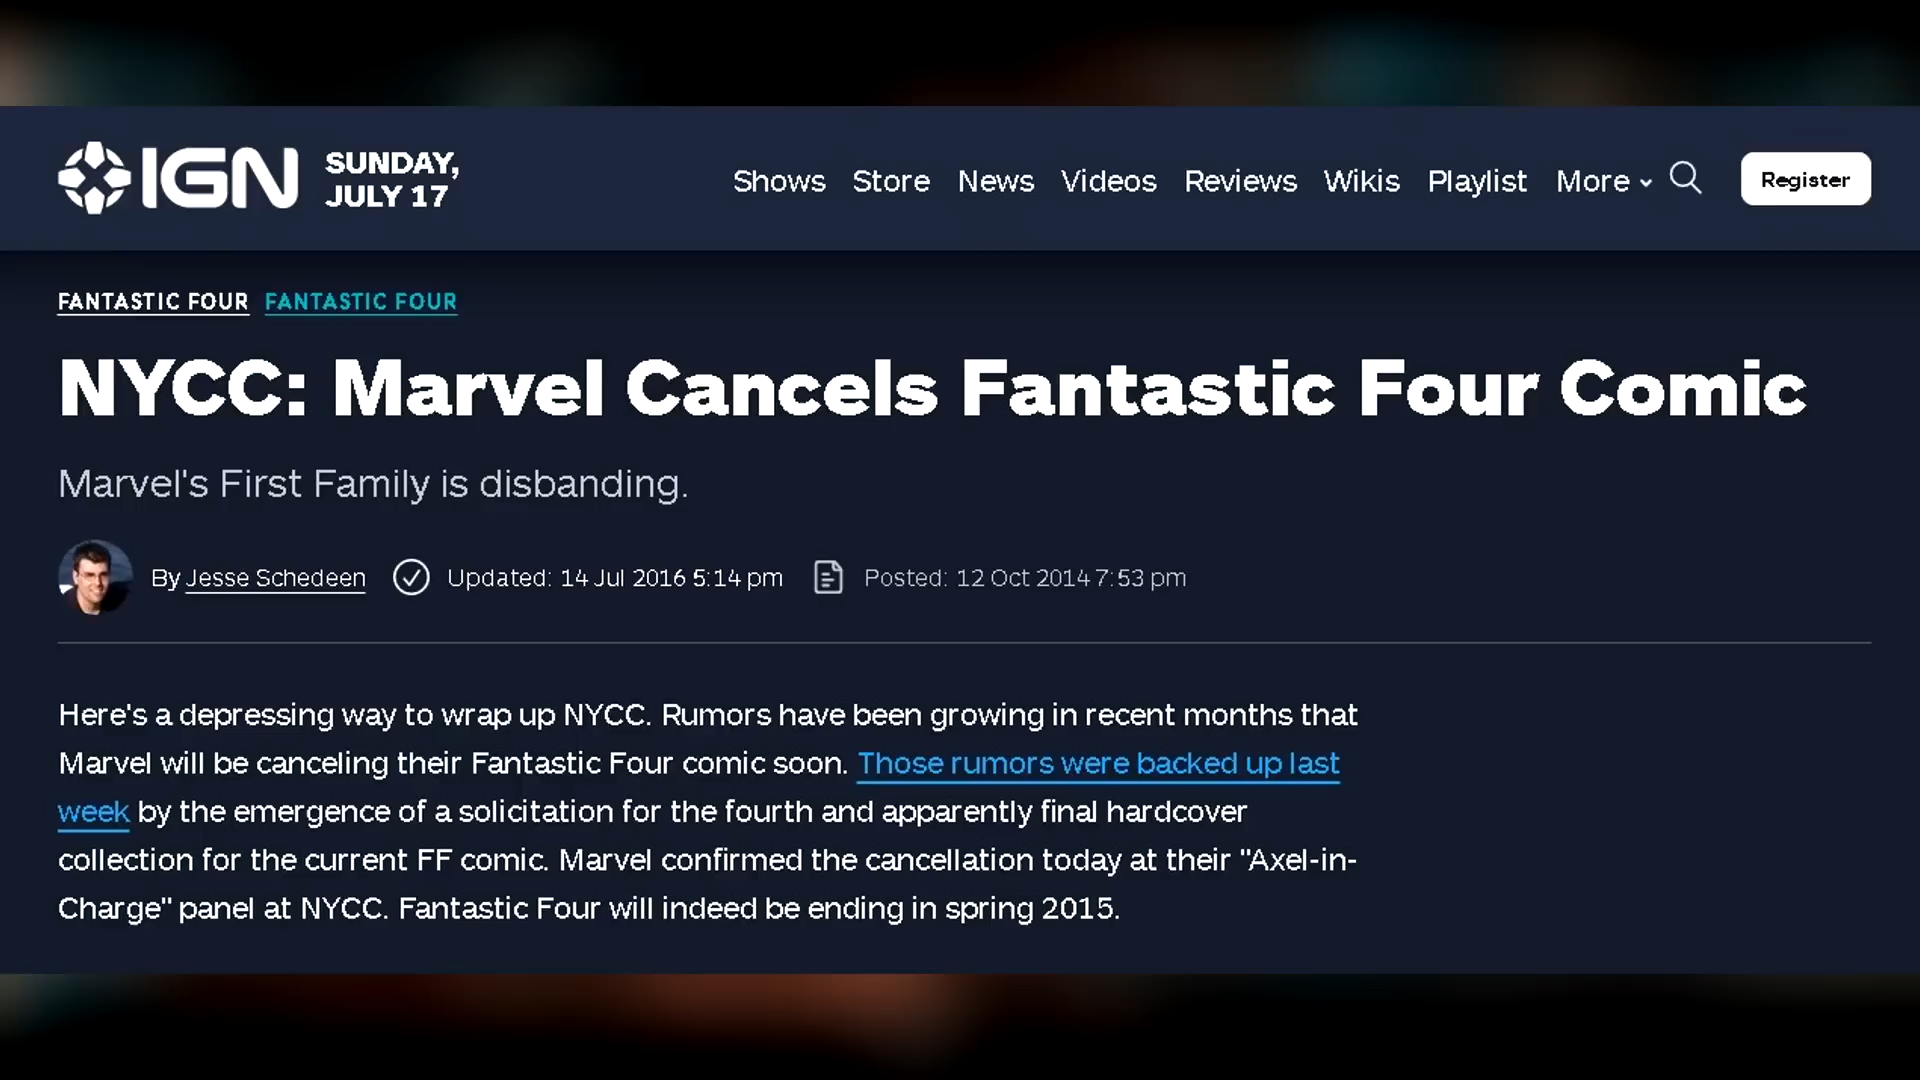 IGN
SUNDAY,
JULY 17
Shows Store News Videos Reviews Wikis Playlist More Register
FANTASTIC FOUR FANTASTIC FOUR
NYCC: Marvel Cancels Fantastic Four Comic
Marvel's First Family is disbanding.
By Jesse Schedeen Updated: 14 Jul 2016 5:14 pm Posted: 12 Oct 2014 7:53 pm
Here's a depressing way to wrap up NYCC. Rumors have been growing in recent months that
Marvel will be canceling their Fantastic Four comic soon. Those rumors were backed up last
week by the emergence of a solicitation for the fourth and apparently final hardcover
collection for the current FF comic. Marvel confirmed the cancellation today at their "Axel-in-
Charge" panel at NYCC. Fantastic Four will indeed be ending in spring 2015.